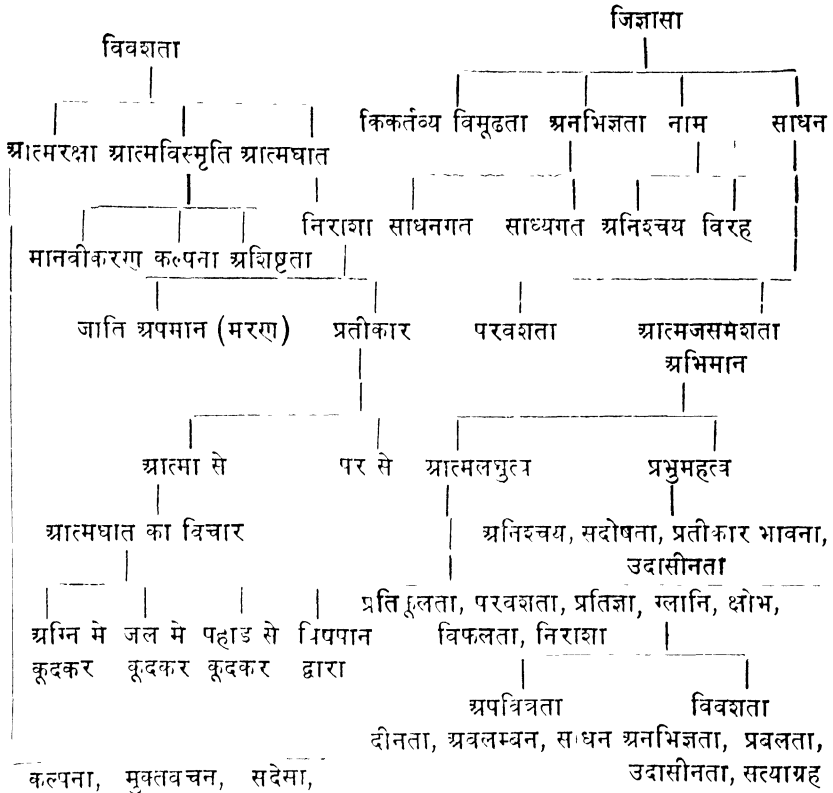 जिज्ञासा
विवशता
किकर्तव्य विमूढता अनभिज्ञता नाम साधन
आत्मरक्षा आत्मविस्मृति आत्मघात
निराशा साधनगत साध्यगत अनिश्चय विरह
मानवीकरण कल्पना अशिष्टता
जाति अपमान (मरण) प्रतीकार परवशता आत्मजसमेशता
अभिमान
आत्मा से पर से आत्मलघुत्व प्रभुमहत्व
आत्मघात का विचार
अनिश्चय, सदोषता, प्रतीकार भावना,
उदासीनता
प्रतिकूलता, परवशता, प्रतिज्ञा, ग्लानि, क्षोभ,
अग्नि मे जल मे पहाड से विषपान विफलता, निराशा
कूदकर कूदकर कूदकर द्वारा
अपवित्रता विवशता
दीनता, अवलम्बन, साधन अनभिज्ञता, प्रबलता,
कल्पना, मुक्तवचन, सदेमा, उदासीनता, सत्याग्रह